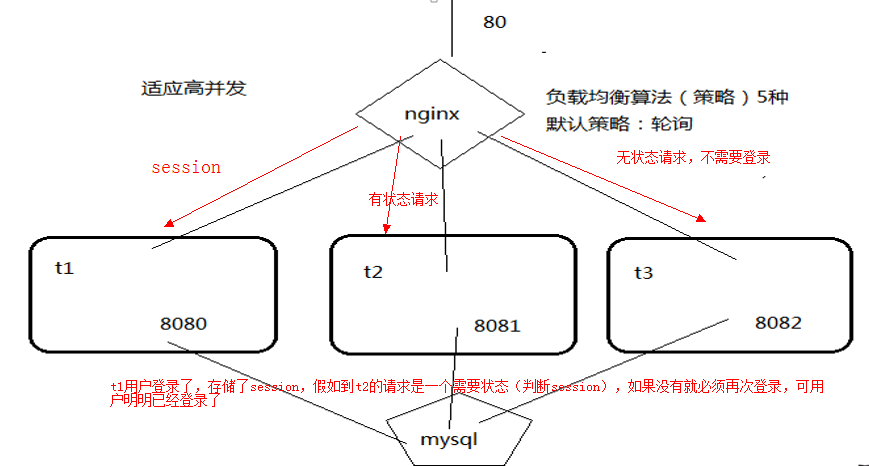 80
适应高并发
nginx
负载均衡算法（策略）5种
默认策略：轮询
session
无状态请求，不需要登录
有状态请求
t1
t2
t3
8080
8081
8082
t1用户登录了，存储了session，假如到t2的请求是一个需要状态（判断session），如果没有就必须再次登录，可用
户明明已经登录了
mysql